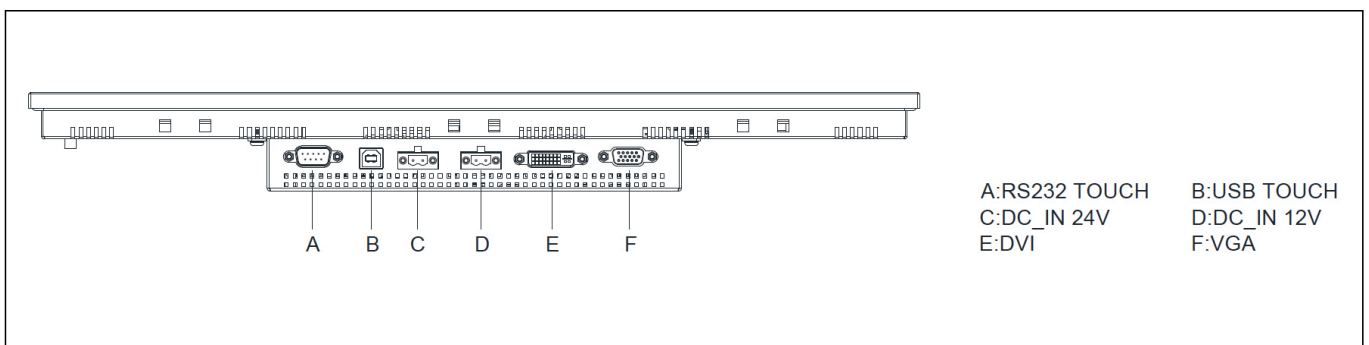 A:RS232 TOUCH B:USB TOUCH
C:DC_IN 24V D:DC_IN 12V
E:DVI F:VGA
A B C D E F